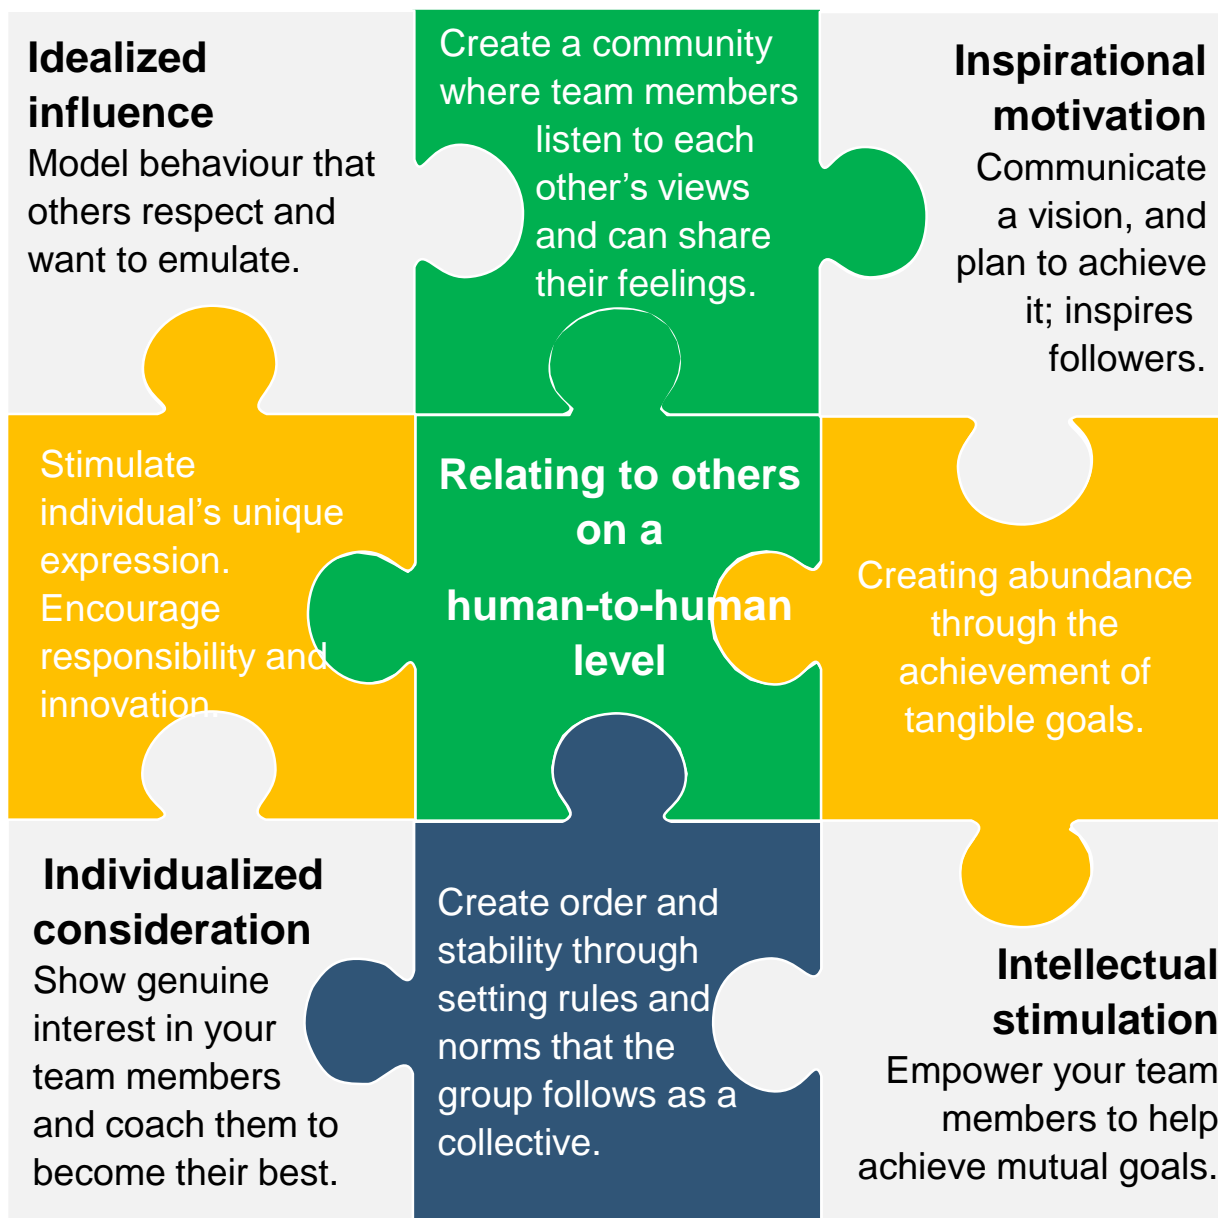 Idealized
influence
Model behaviour that
others respect and
want to emulate.
Create a community
where team members
listen to each
other’s views
and can share
their feelings.
Inspirational
motivation
Communicate
a vision, and
plan to achieve
it; inspires
followers.
Stimulate
individual’s unique
expression.
Encourage
responsibility and
innovation.
Relating to others
on a
human-to-human
level
Creating abundance
through the
achievement of
tangible goals.
Individualized
consideration
Show genuine
interest in your
team members
and coach them to
become their best.
Create order and
stability through
setting rules and
norms that the
group follows as a
collective.
Intellectual
stimulation
Empower your team
members to help
achieve mutual goals.